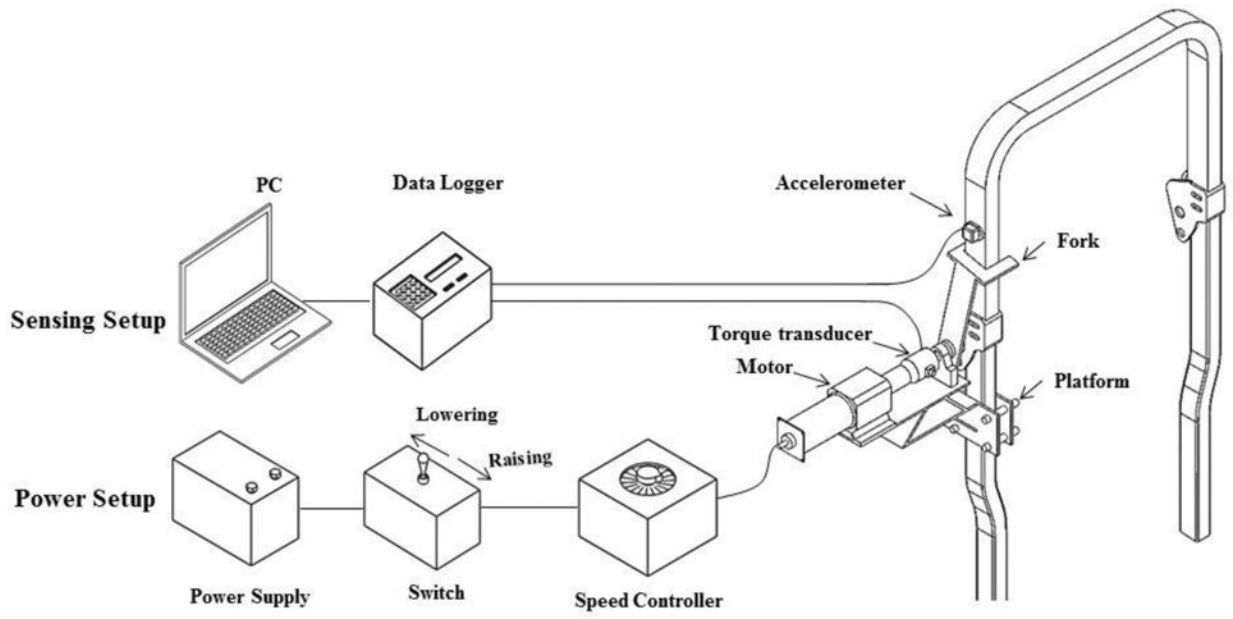 PC
Data Logger
Accelerometer
Fork
Sensing Setup
Torque transducer
Motor
Platform
Lowering
Raising
Power Setup
Power Supply
Switch
Speed Controller